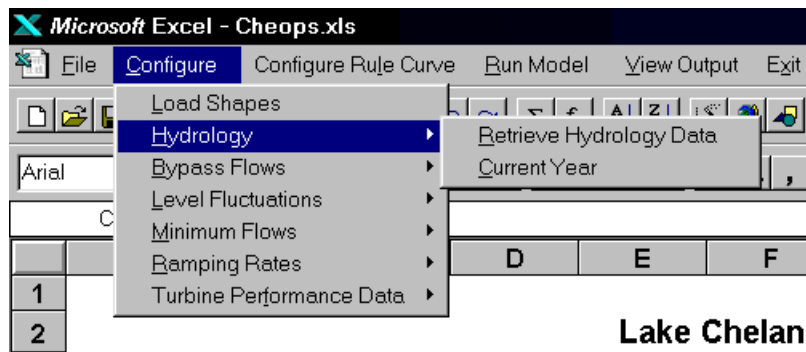 Microsoft Excel - Cheops.xls
File Configure Configure Rule Curve Run Model View Output Exit
Load Shapes
Hydrology Retrieve Hydrology Data
Arial Bypass Flows Current Year ,
Level Fluctuations
C Minimum Flows
Ramping Rates D E F
1 Turbine Performance Data
2 Lake Chelan